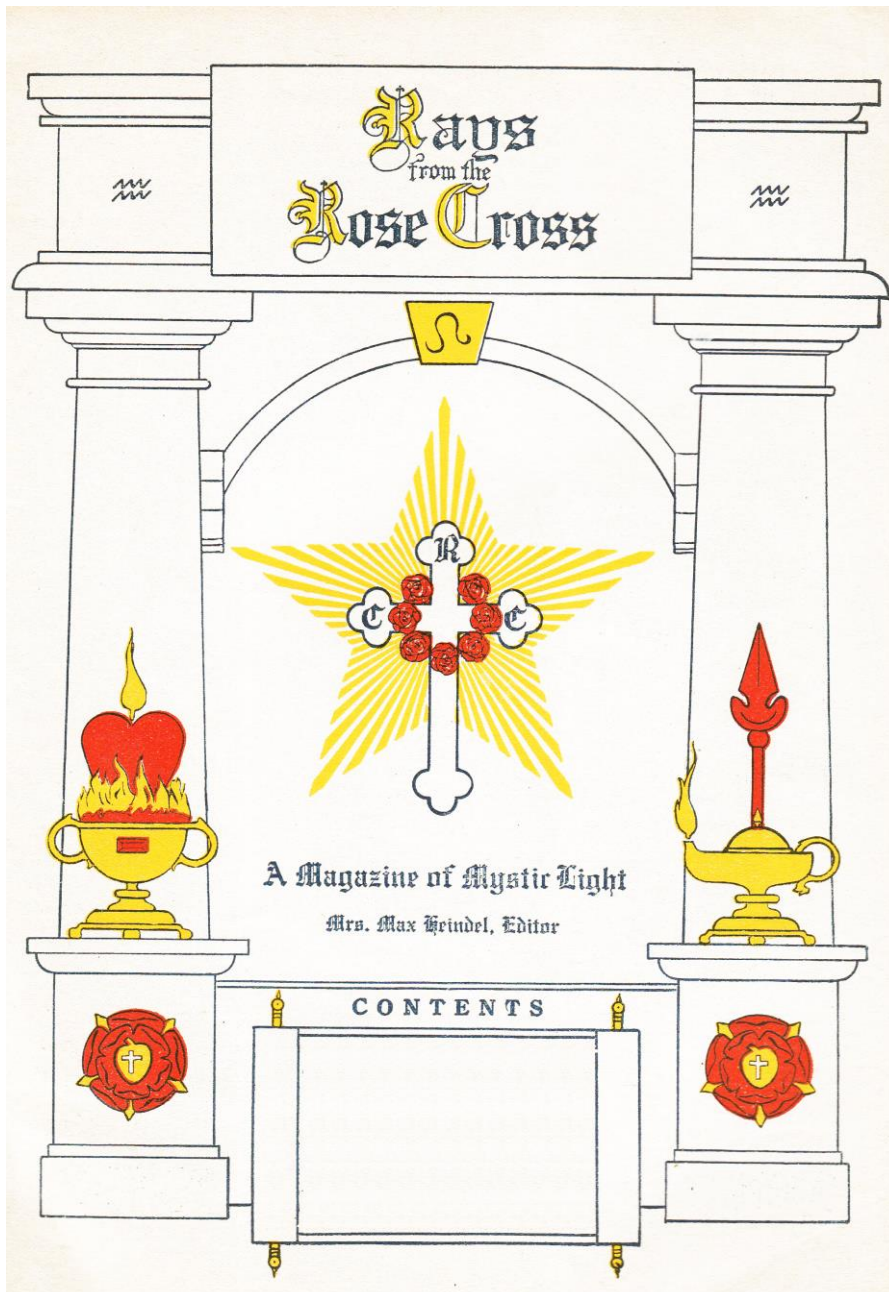 Rays
from the
Rose Cross
R
C C
A Magazine of Mystic Light
Mrs. Max Heindel, Editor
CONTENTS